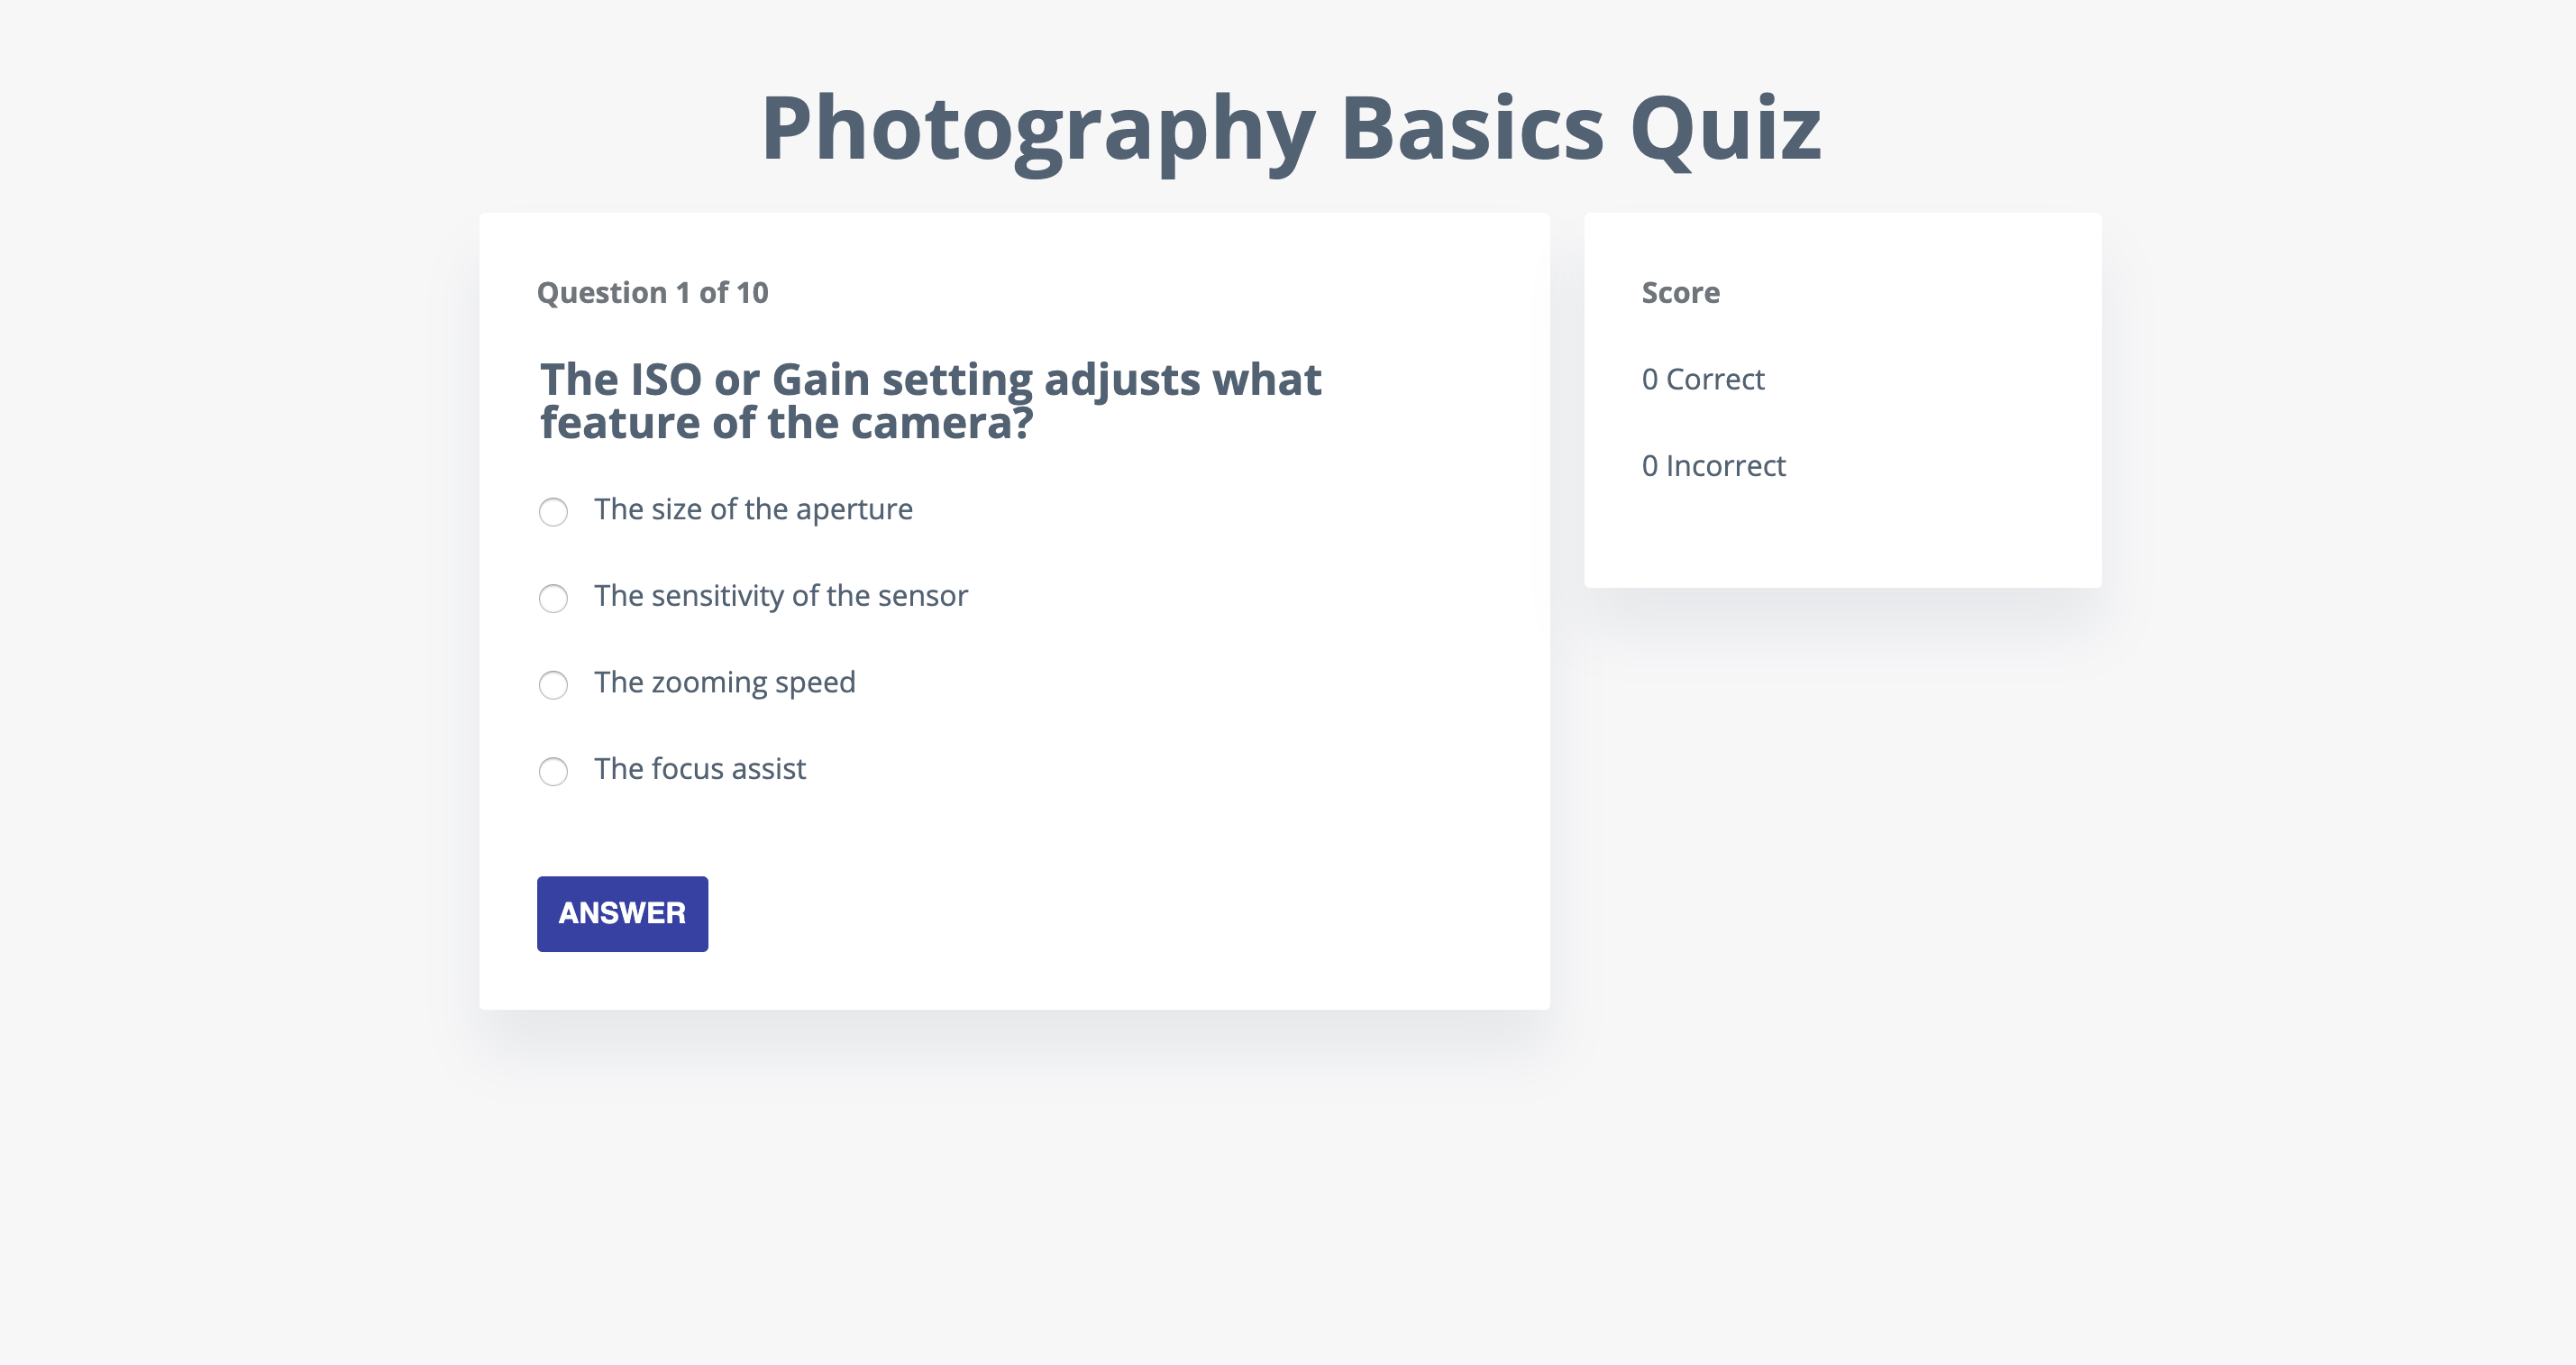 Photography Basics Quiz
Question 1 of 10
The ISO or Gain setting adjusts what
feature of the camera?
The size of the aperture
The sensitivity of the sensor
The zooming speed
The focus assist
ANSWER
Score
0 Correct
0 Incorrect